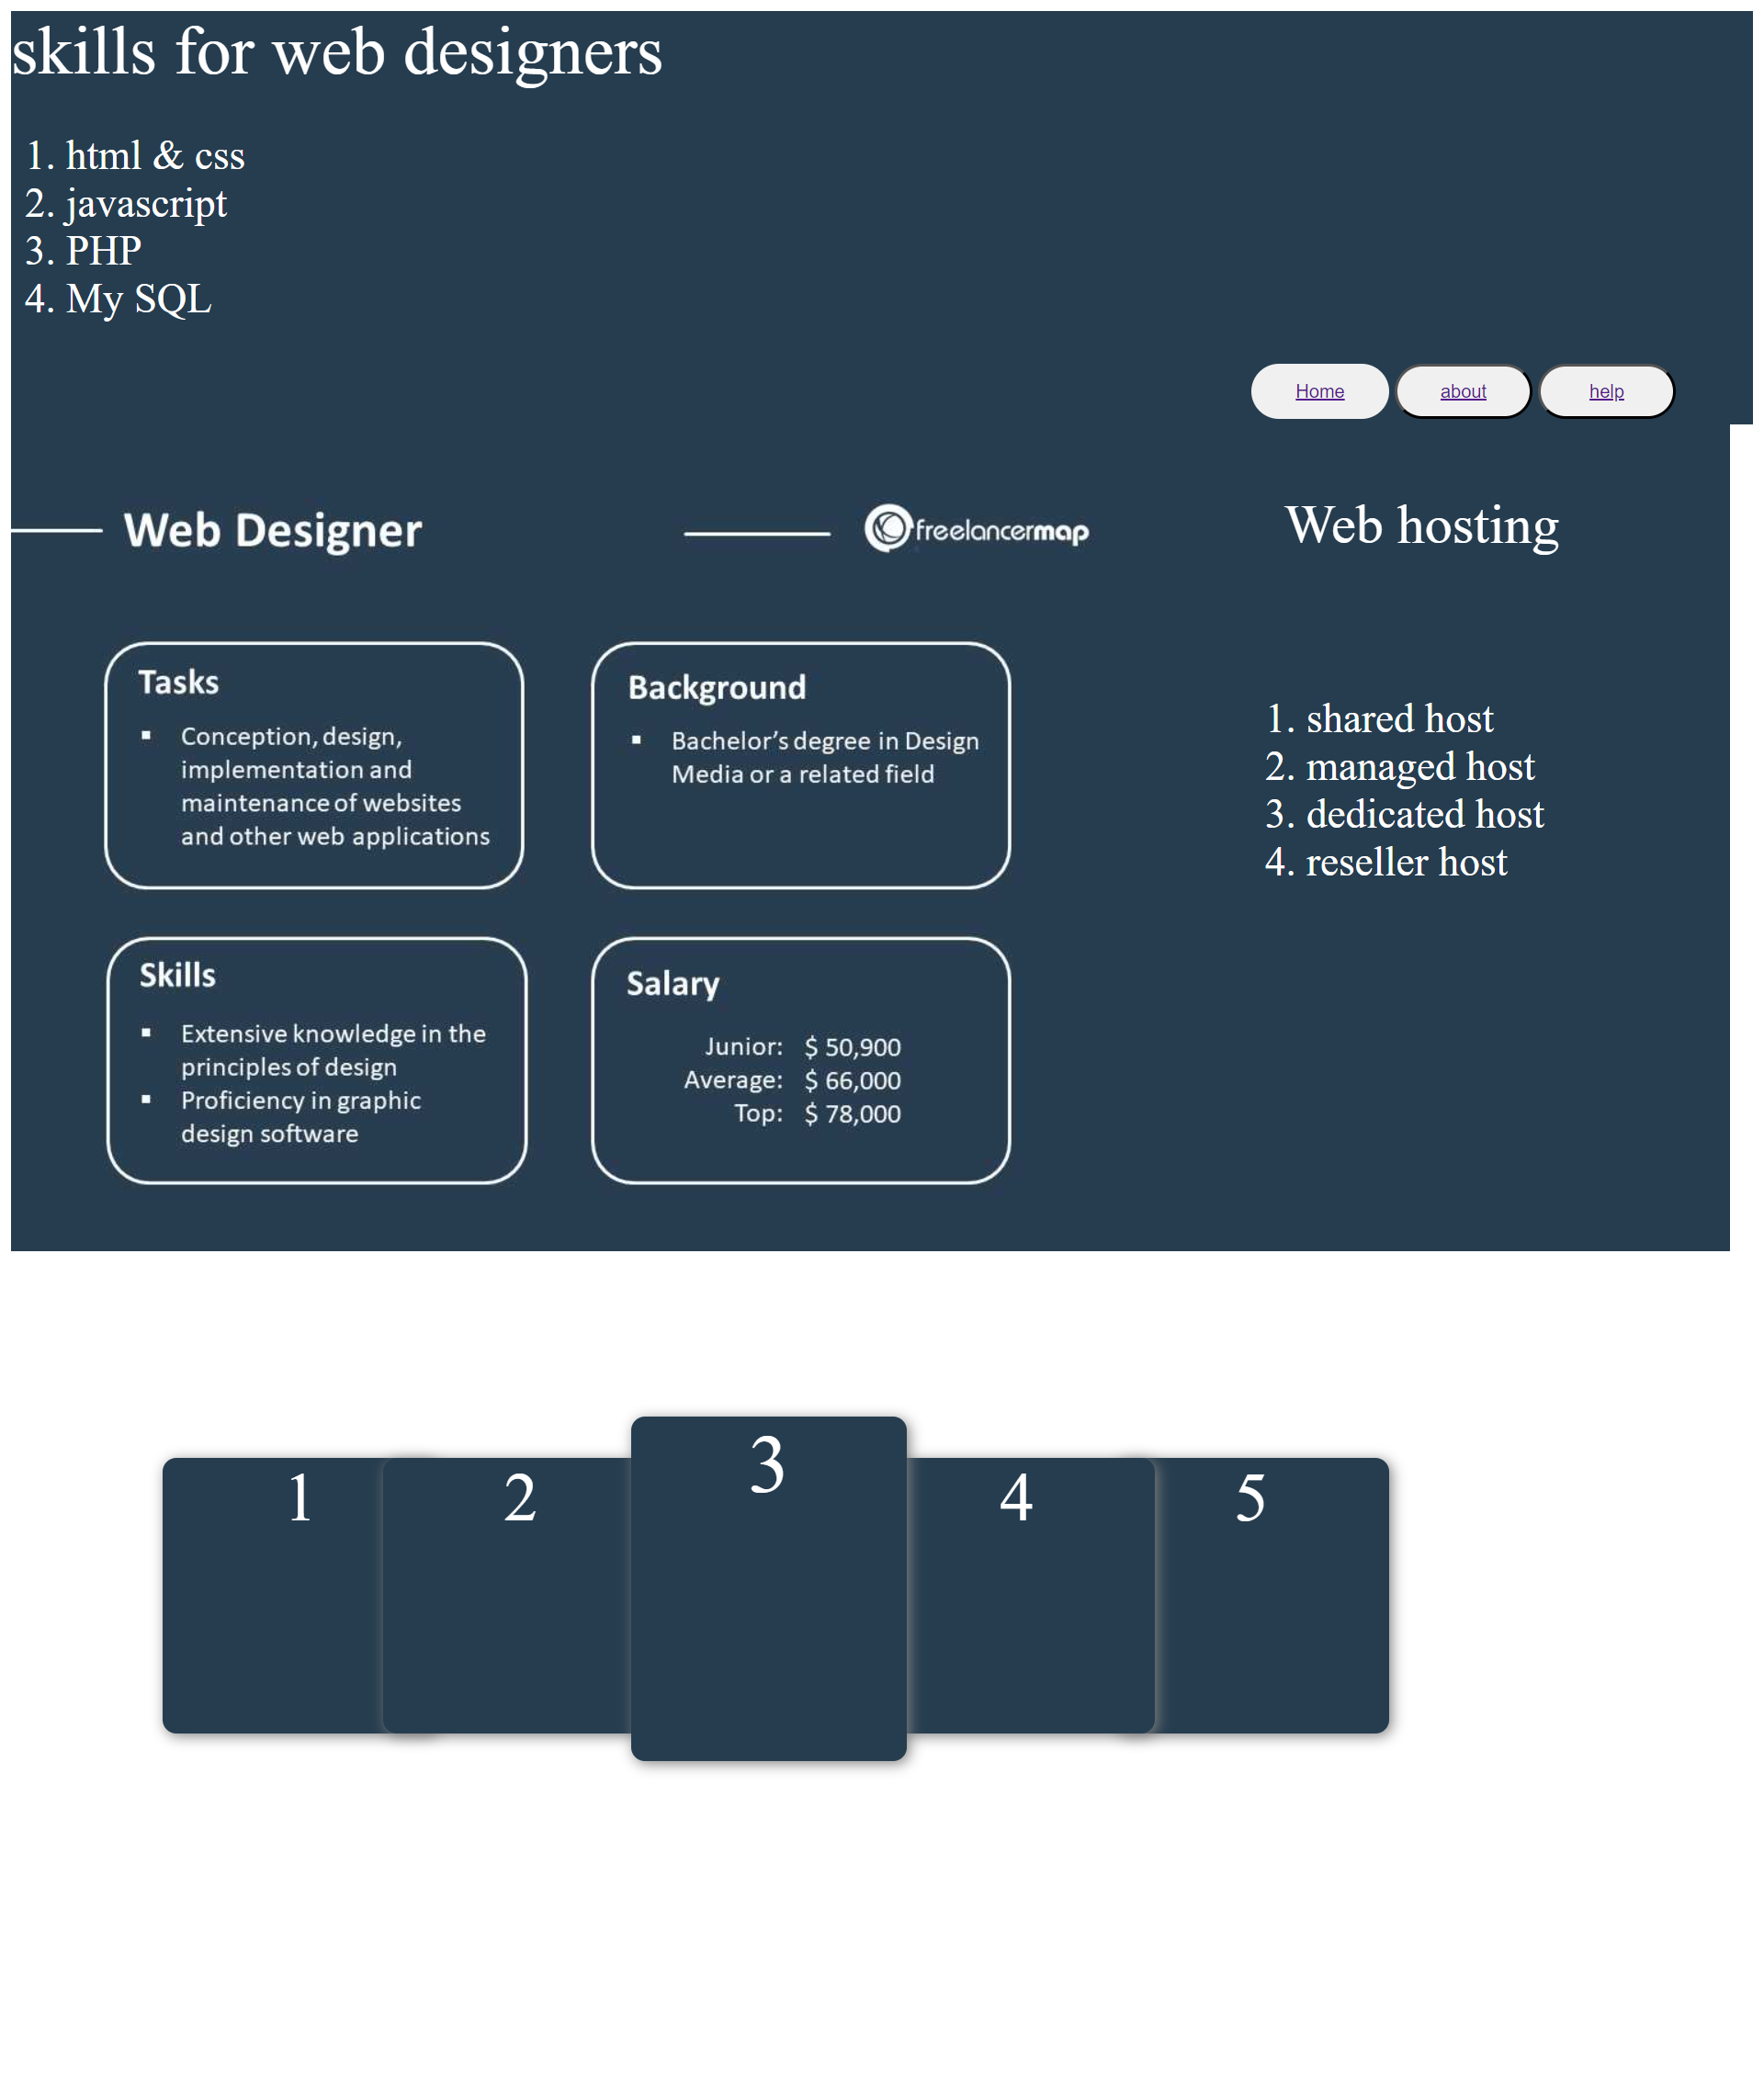 skills for web designers
1. html & css
2. javascript
3. PHP
4. My SQL
Home about help
Web Designer
freelancermap
Web hosting
Tasks
▪ Conception, design,
implementation and
maintenance of websites
and other web applications
Background
▪ Bachelor's degree in Design
Media or a related field
1. shared host
2. managed host
3. dedicated host
4. reseller host
Skills
▪ Extensive knowledge in the
principles of design
▪ Proficiency in graphic
design software
Salary
Junior: $ 50,900
Average: $ 66,000
Top: $ 78,000
1 2 3 4 5